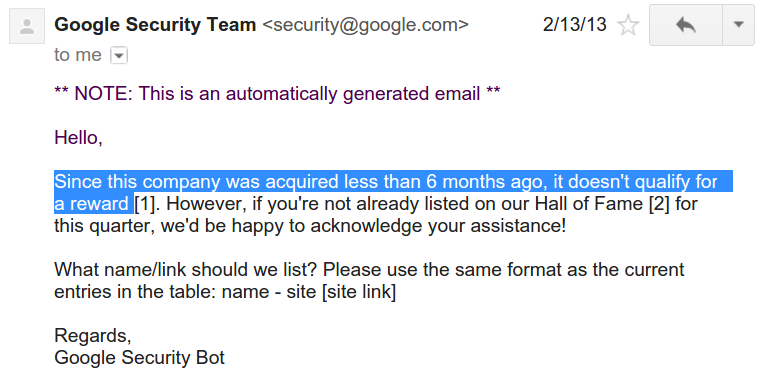 Google Security Team <security@google.com> 2/13/13
to me
** NOTE: This is an automatically generated email **
Hello,
Since this company was acquired less than 6 months ago, it doesn't qualify for
a reward [1]. However, if you're not already listed on our Hall of Fame [2] for
this quarter, we'd be happy to acknowledge your assistance!
What name/link should we list? Please use the same format as the current
entries in the table: name - site [site link]
Regards,
Google Security Bot